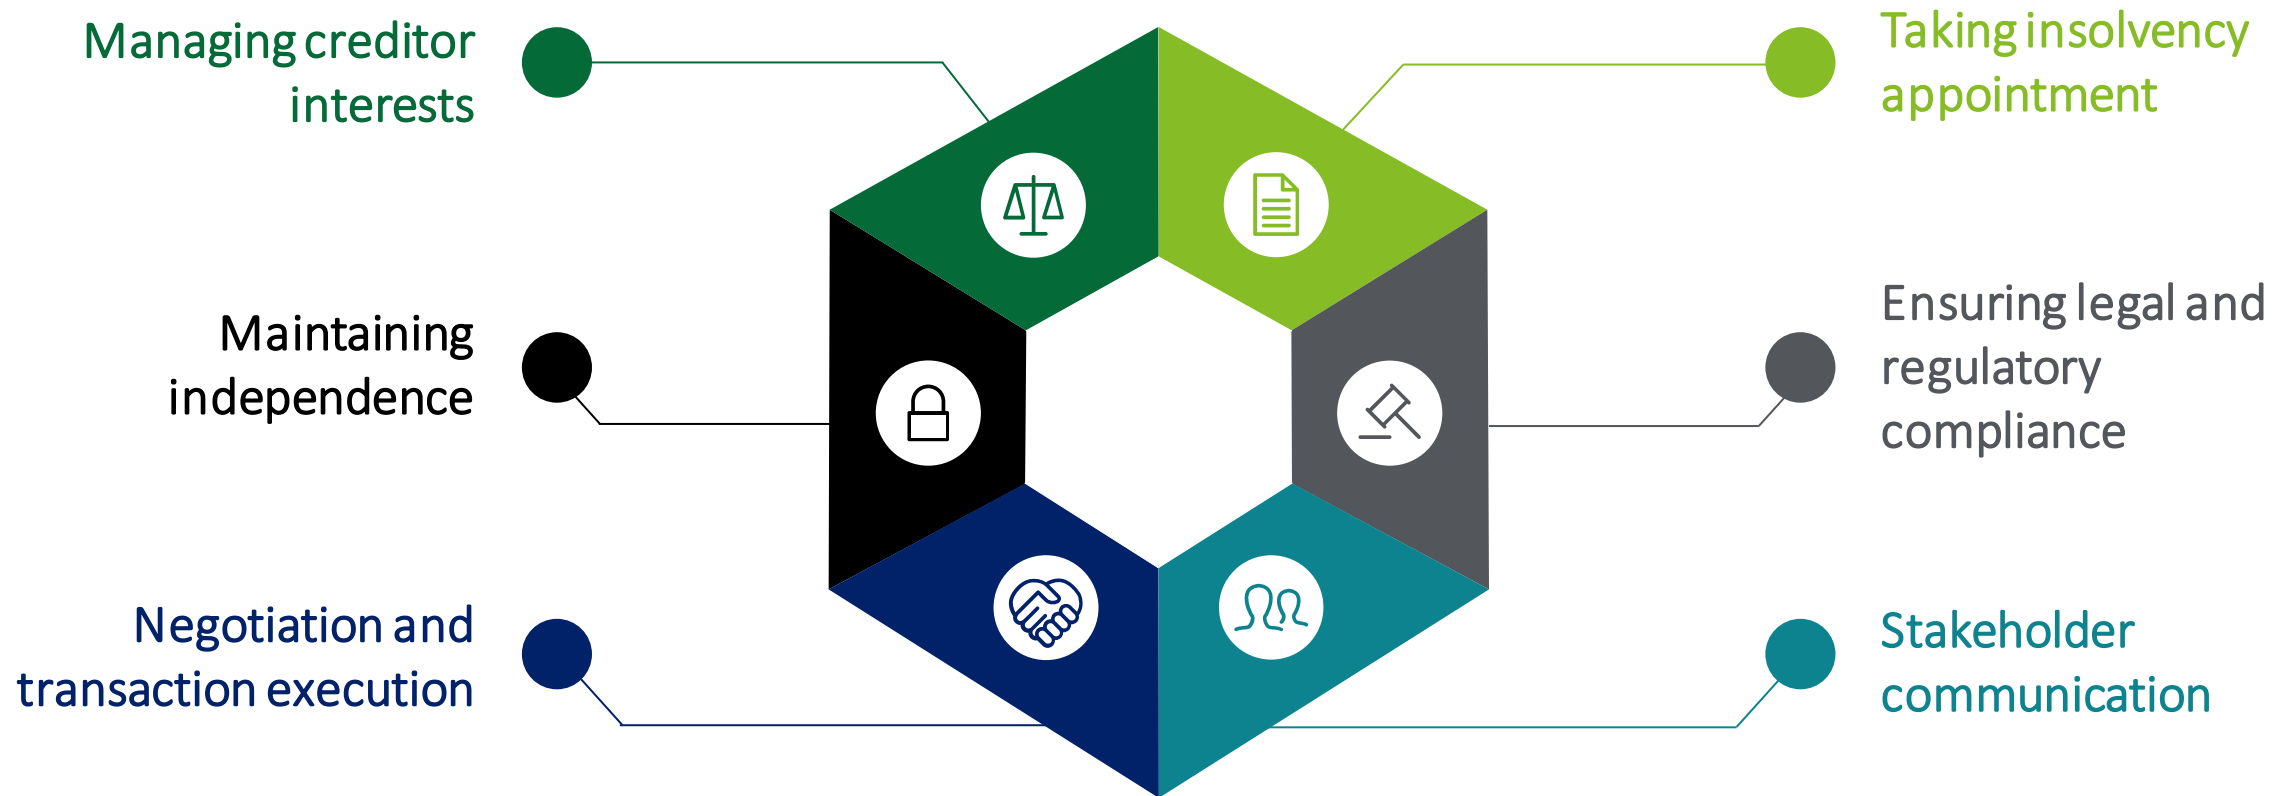 Managing creditor
interests
Taking insolvency
appointment
Maintaining
independence
Ensuring legal and
regulatory
compliance
Negotiation and
transaction execution
Stakeholder
communication